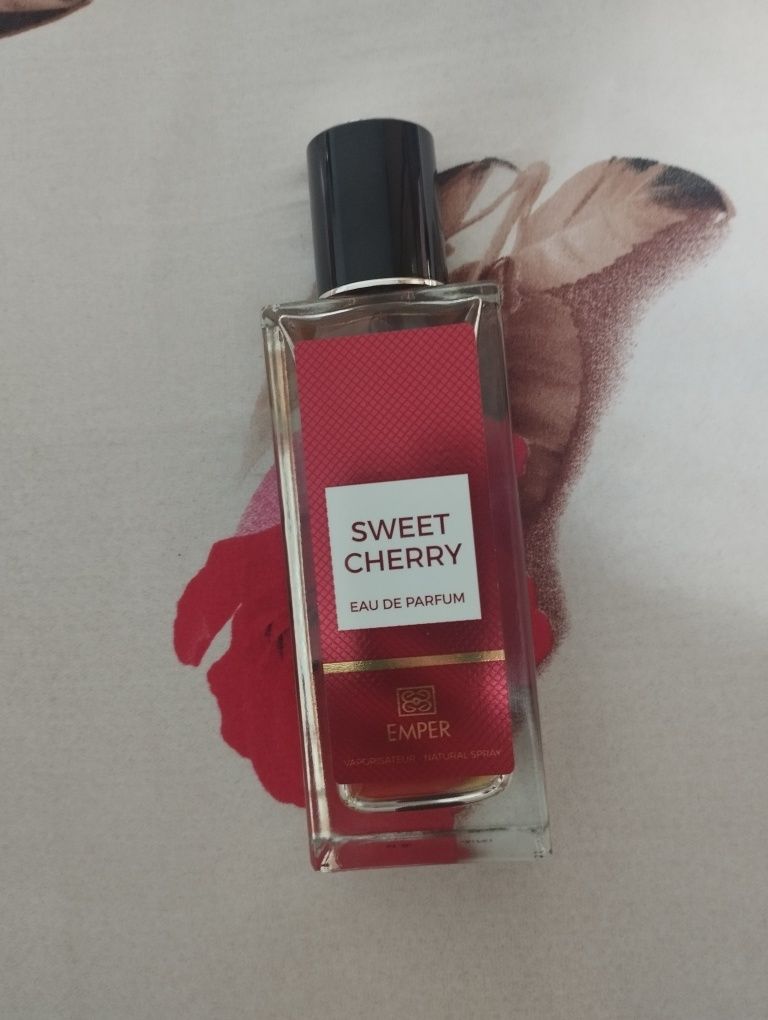 SWEET
CHERRY
EAU DE PARFUM
EMPER
VAPORISATEUR · NATURAL SPRAY